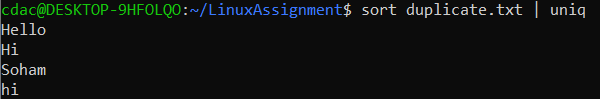 cdac@DESKTOP-9HFOLQO:~/LinuxAssignment$ sort duplicate.txt | uniq
Hello
Hi
Soham
hi